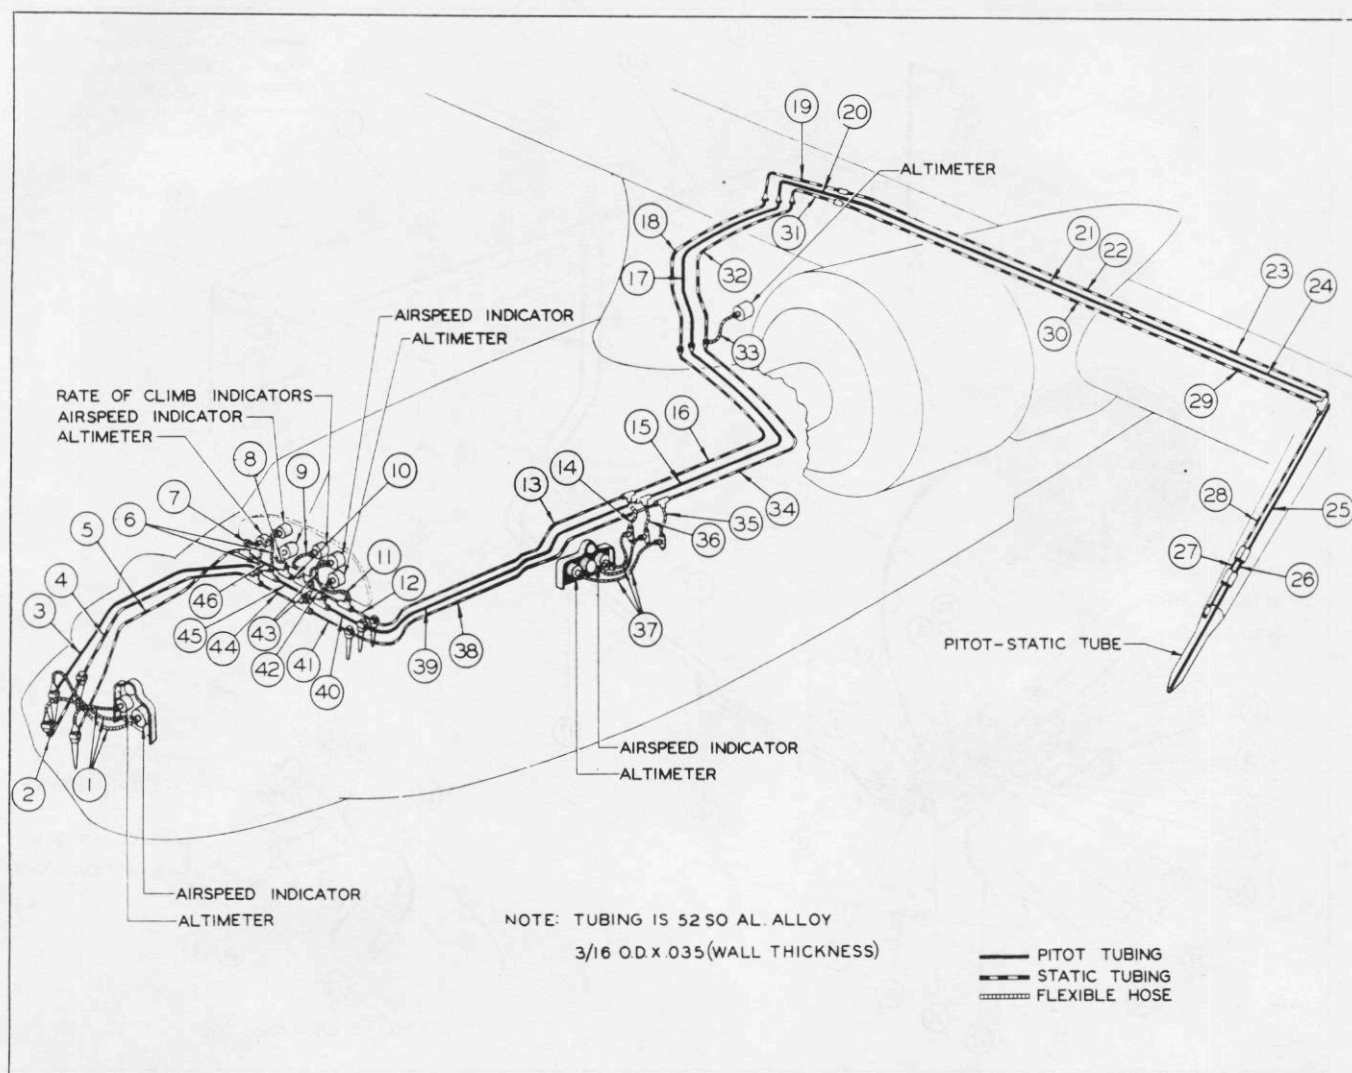 19
20
ALTIMETER
18
31
21
22
17
32
23
24
30
AIRSPEED INDICATOR
ALTIMETER
33
29
RATE OF CLIMB INDICATORS
AIRSPEED INDICATOR
ALTIMETER
16
15
14
13
8
9
10
7
6
5
4
3
28
25
34
35
36
27
26
11
12
46
45
44
43
42
41
40
39
38
37
PITOT-STATIC TUBE
2
1
AIRSPEED INDICATOR
ALTIMETER
AIRSPEED INDICATOR
ALTIMETER
NOTE: TUBING IS 52 SO AL. ALLOY
3/16 O.D. X .035 (WALL THICKNESS)
PITOT TUBING
STATIC TUBING
FLEXIBLE HOSE